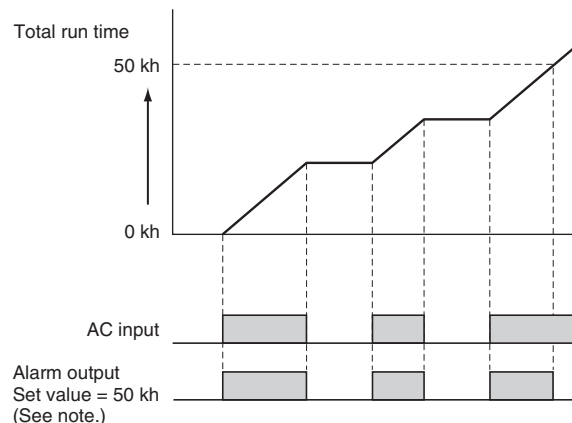 Total run time
50 kh
0 kh
AC input
Alarm output
Set value = 50 kh
(See note.)